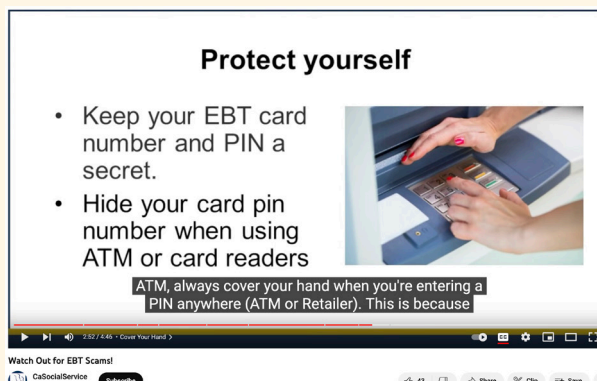 Protect yourself
• Keep your EBT card
number and PIN a
secret.
• Hide your card pin
number when using
ATM or card readers
ATM, always cover your hand when you're entering a
PIN anywhere (ATM or Retailer). This is because
2:52 / 4:46 • Cover Your Hand >
CC
Watch Out for EBT Scams!
CaSocialService
Subscribe
43
Share
Clip
Save